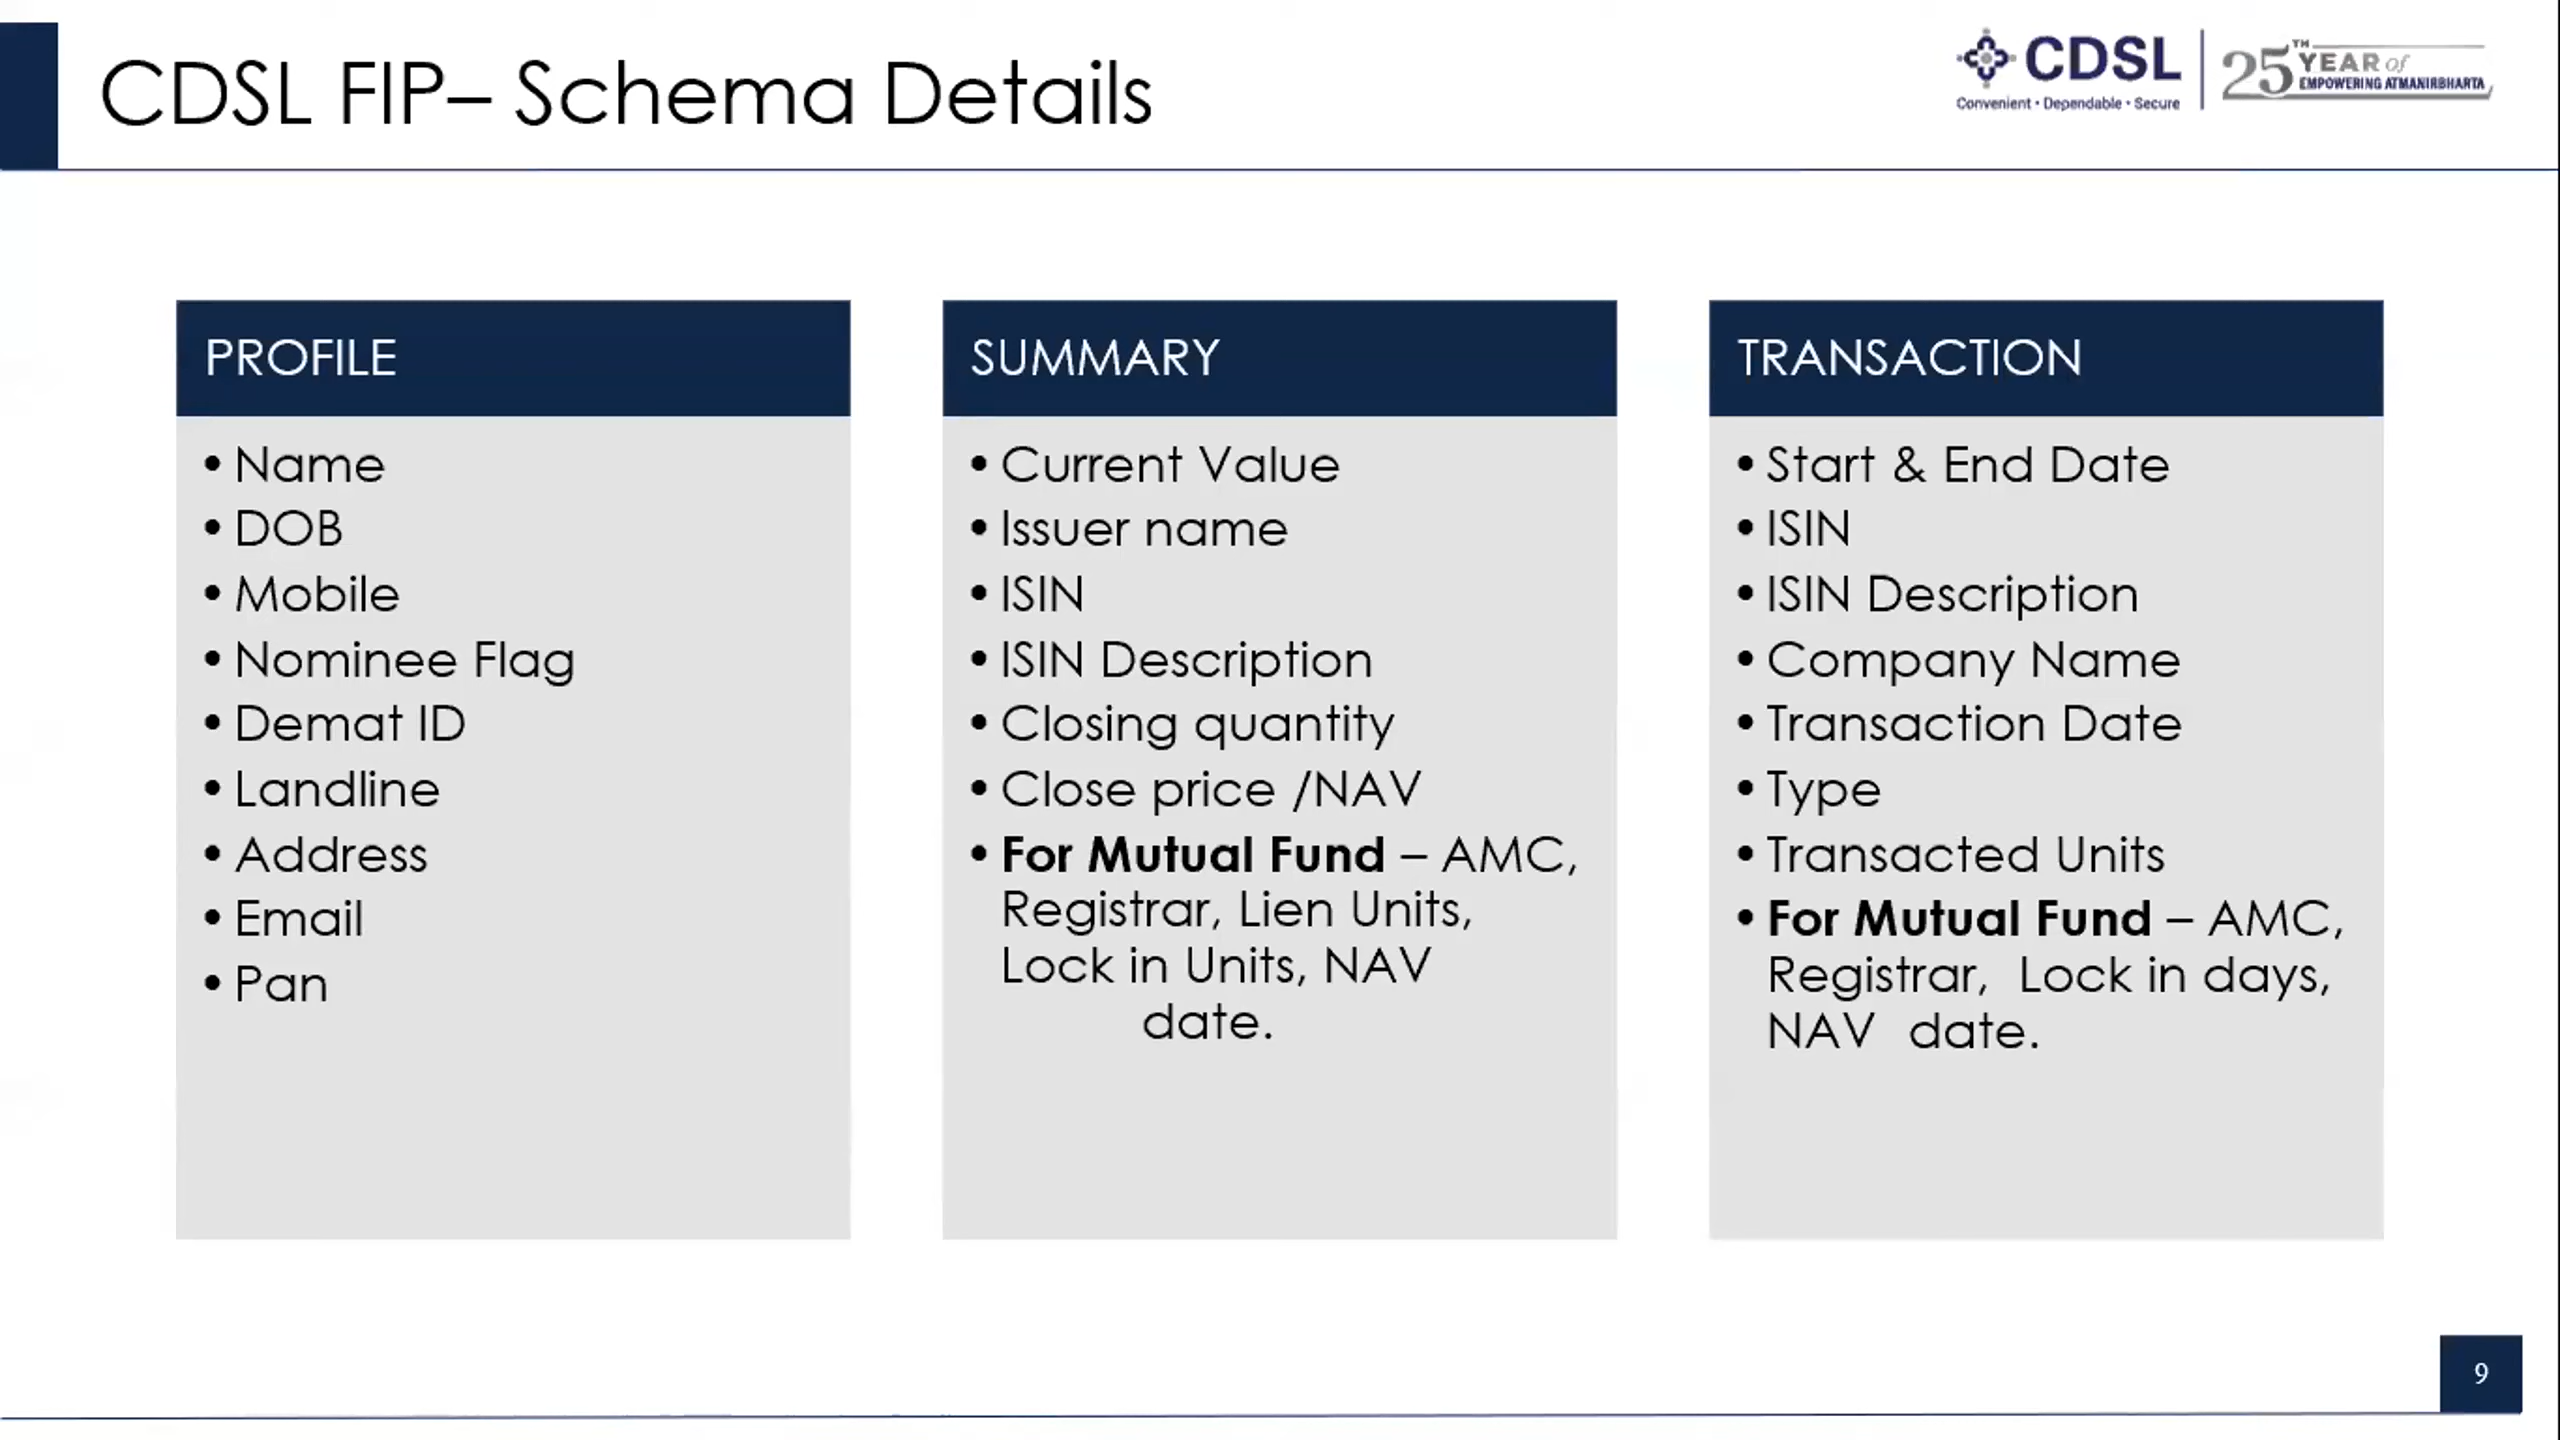 CDSL FIP– Schema Details
CDSL
Convenient • Dependable • Secure
25TH YEAR of
EMPOWERING ATMANIRBHARTA
PROFILE
• Name
• DOB
• Mobile
• Nominee Flag
• Demat ID
• Landline
• Address
• Email
• Pan
SUMMARY
• Current Value
• Issuer name
• ISIN
• ISIN Description
• Closing quantity
• Close price /NAV
• For Mutual Fund – AMC,
Registrar, Lien Units,
Lock in Units, NAV
date.
TRANSACTION
• Start & End Date
• ISIN
• ISIN Description
• Company Name
• Transaction Date
• Type
• Transacted Units
• For Mutual Fund – AMC,
Registrar, Lock in days,
NAV date.
9